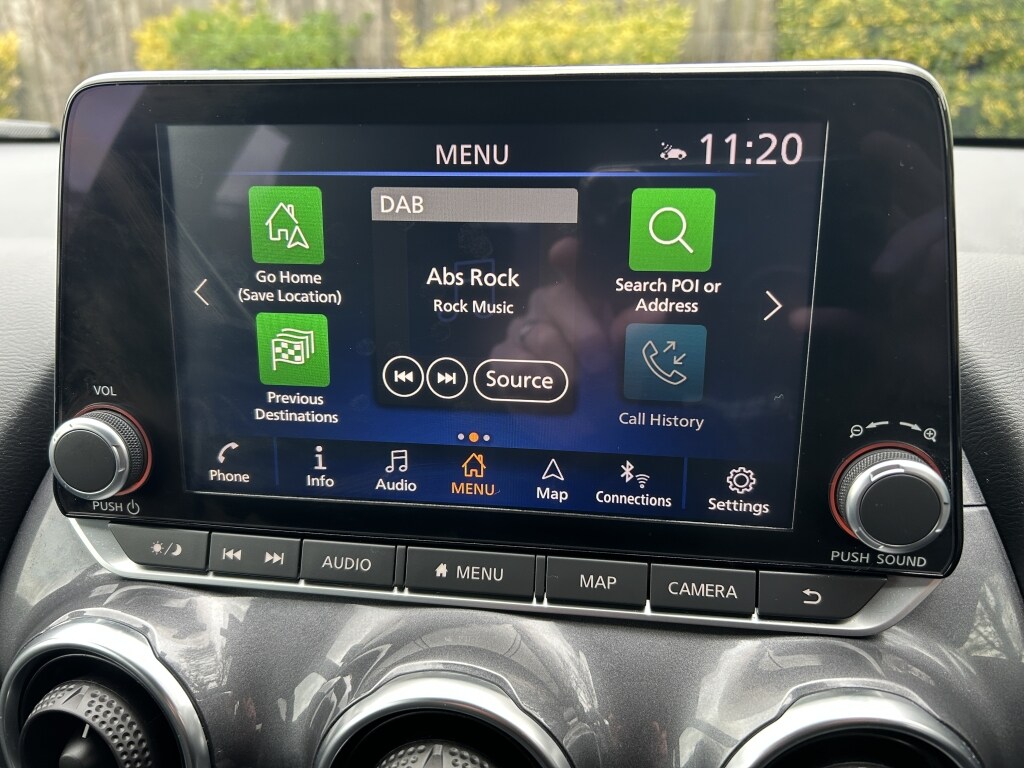 MENU
11:20
DAB
Go Home
(Save Location)
Abs Rock
Rock Music
Search POI or
Address
Previous
Destinations
Source
Call History
VOL
PUSH
Phone
Info
Audio
MENU
Map
Connections
Settings
PUSH SOUND
AUDIO
MENU
MAP
CAMERA